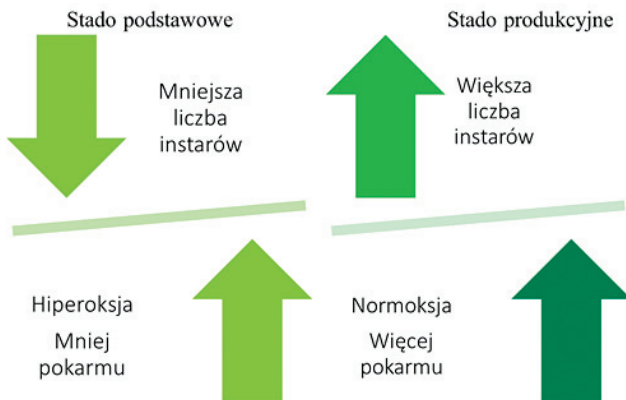 Stado podstawowe
Stado produkcyjne
Mniejsza
liczba
instarów
Większa
liczba
instarów
Hiperoksja
Mniej
pokarmu
Normoksja
Więcej
pokarmu